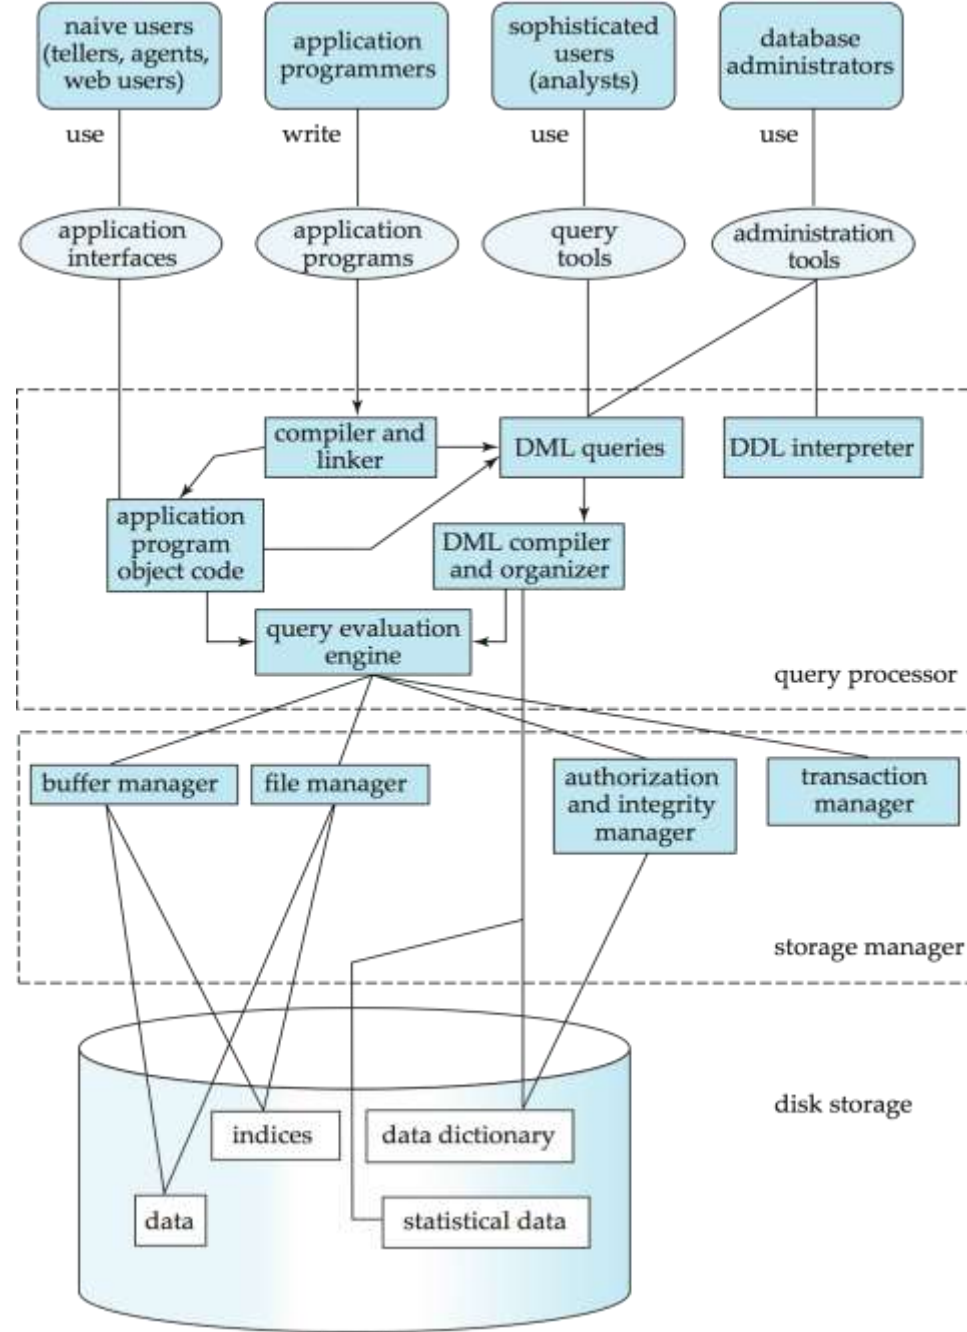 naive users
(tellers, agents,
web users)
application
programmers
sophisticated
users
(analysts)
database
administrators
use
write
use
use
application
interfaces
application
programs
query
tools
administration
tools
compiler and
linker
DML queries
DDL interpreter
application
program
object code
DML compiler
and organizer
query evaluation
engine
query processor
buffer manager
file manager
authorization
and integrity
manager
transaction
manager
storage manager
disk storage
indices
data dictionary
data
statistical data